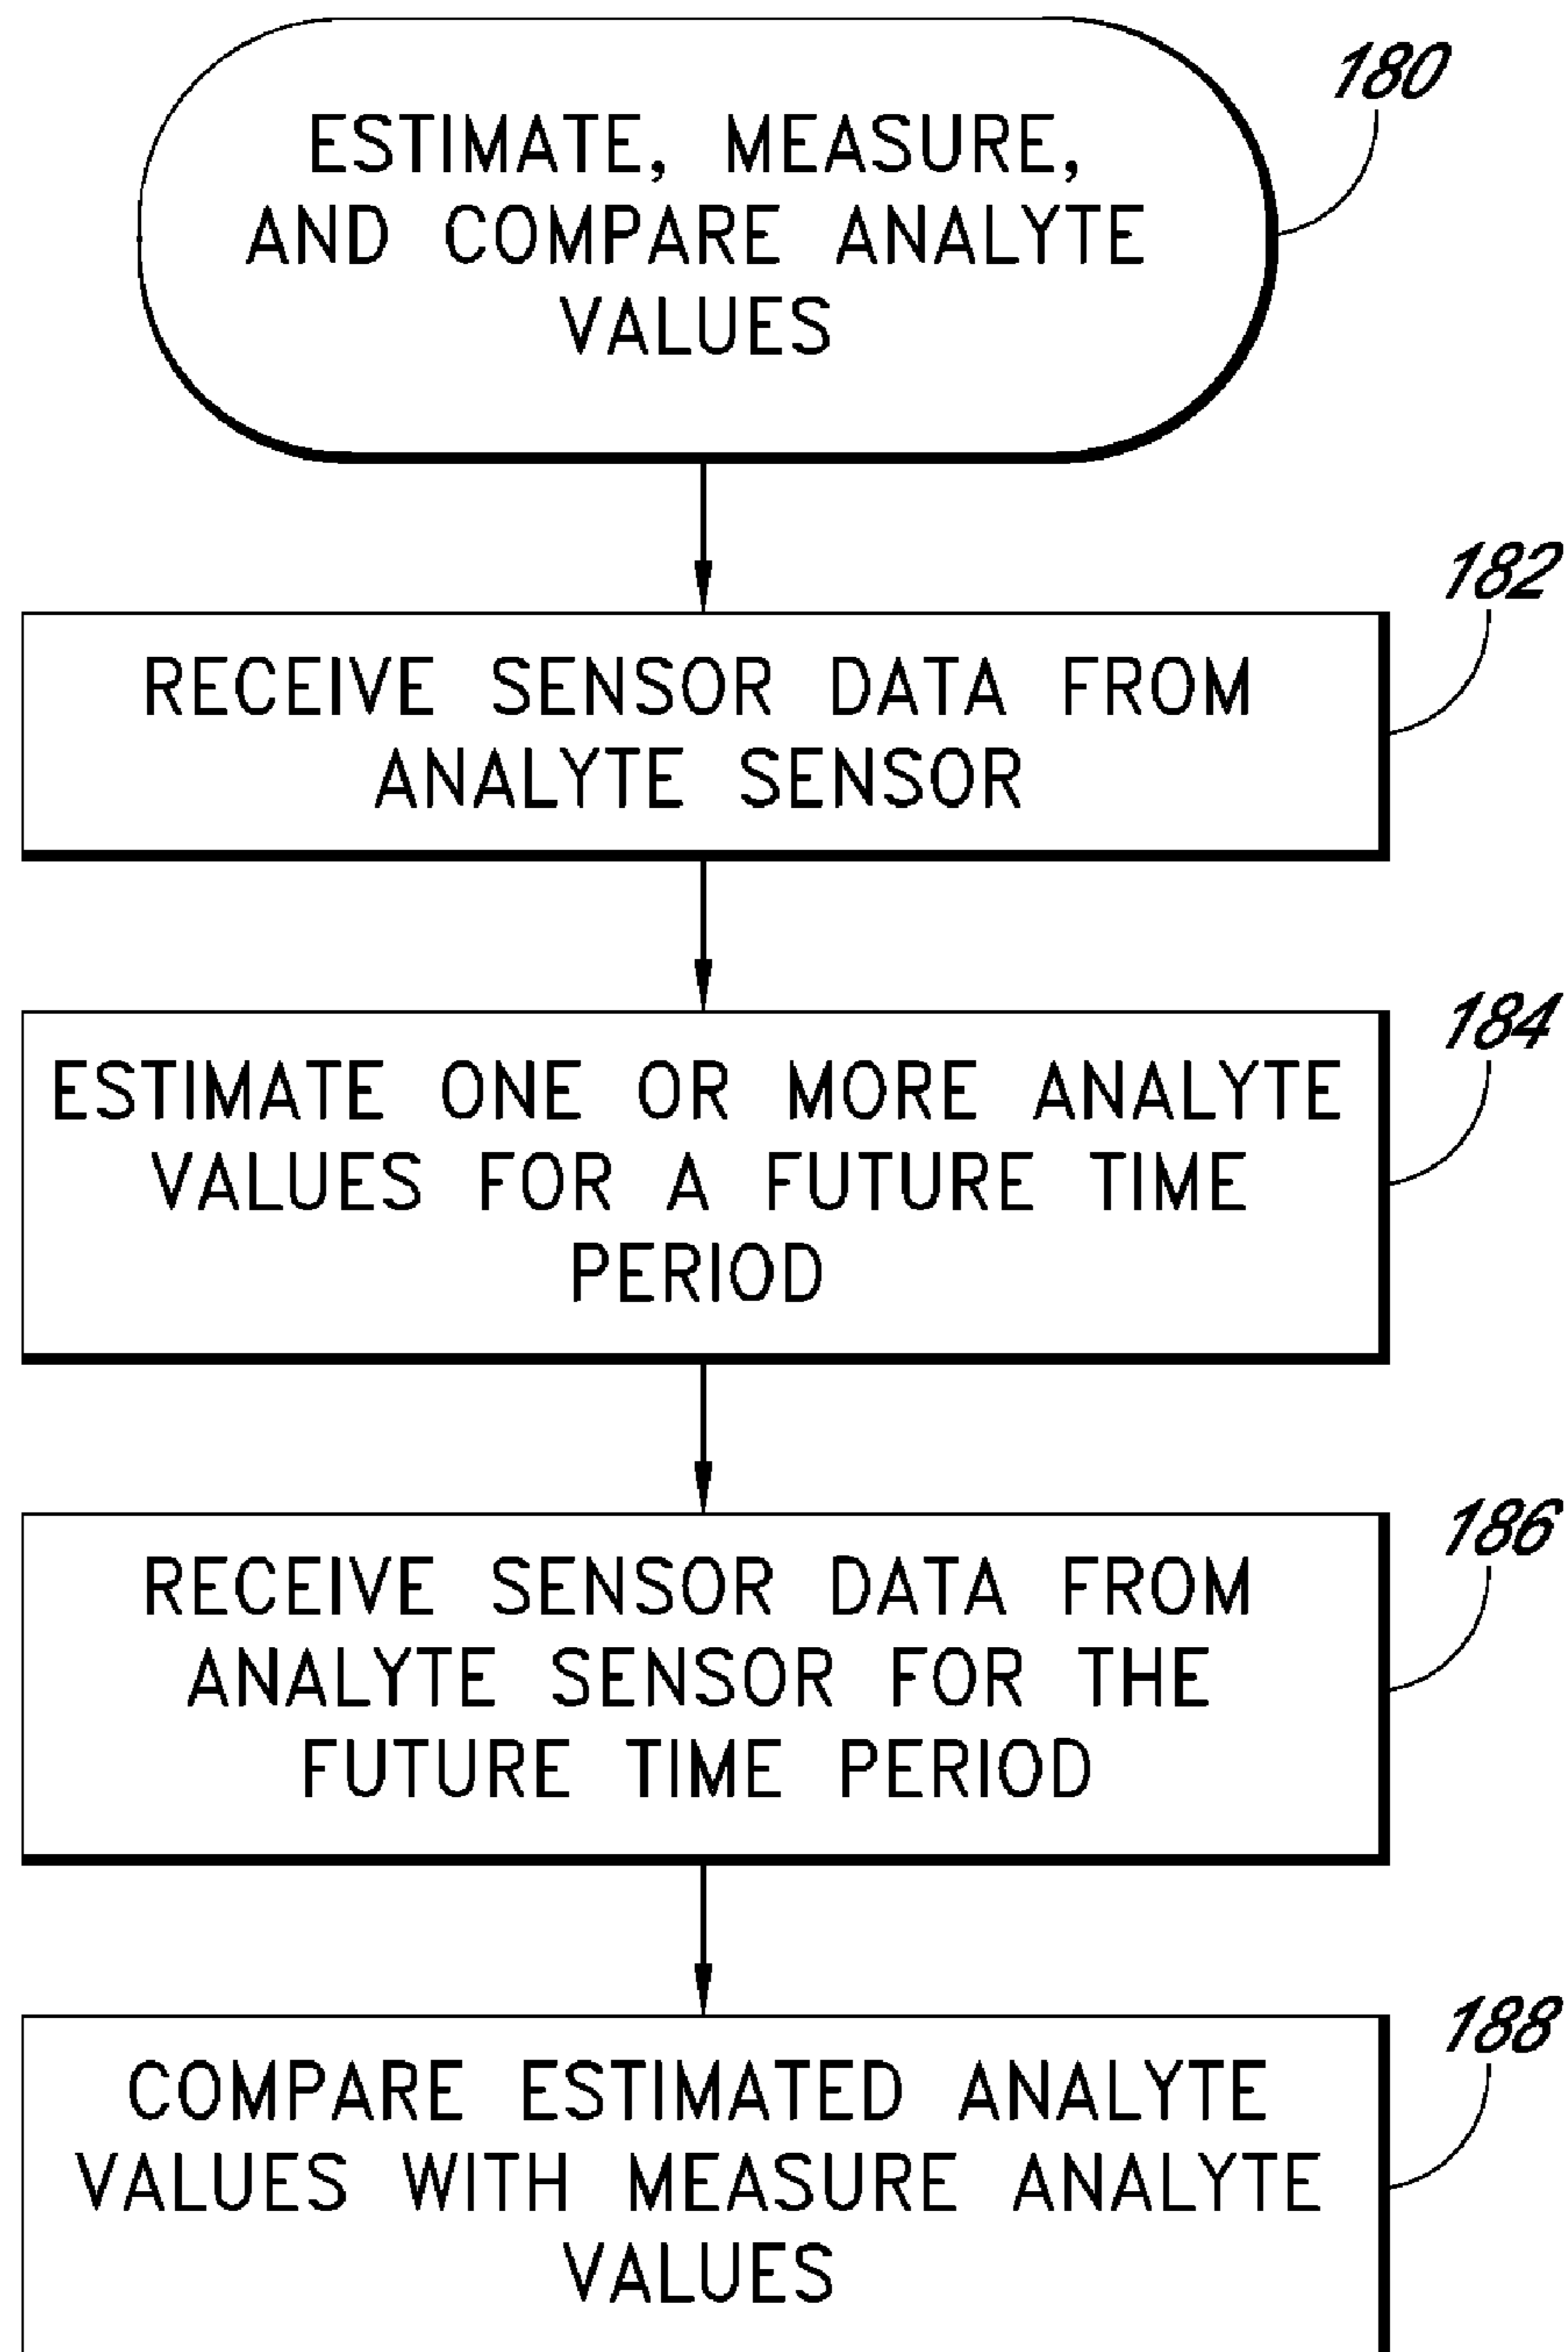 180
ESTIMATE, MEASURE,
AND COMPARE ANALYTE
VALUES
182
RECEIVE SENSOR DATA FROM
ANALYTE SENSOR
184
ESTIMATE ONE OR MORE ANALYTE
VALUES FOR A FUTURE TIME
PERIOD
186
RECEIVE SENSOR DATA FROM
ANALYTE SENSOR FOR THE
FUTURE TIME PERIOD
188
COMPARE ESTIMATED ANALYTE
VALUES WITH MEASURE ANALYTE
VALUES